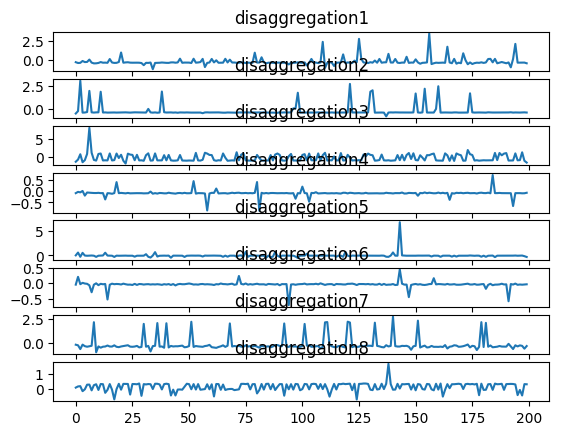 disaggregation1
2.5
0.0
disaggregation2
2.5
0.0
disaggregation3
5
0
disaggregation4
0.5
0.0
−0.5
disaggregation5
5
0
disaggregation6
0.5
0.0
−0.5
disaggregation7
2.5
0.0
disaggregation8
1
0
0 25 50 75 100 125 150 175 200